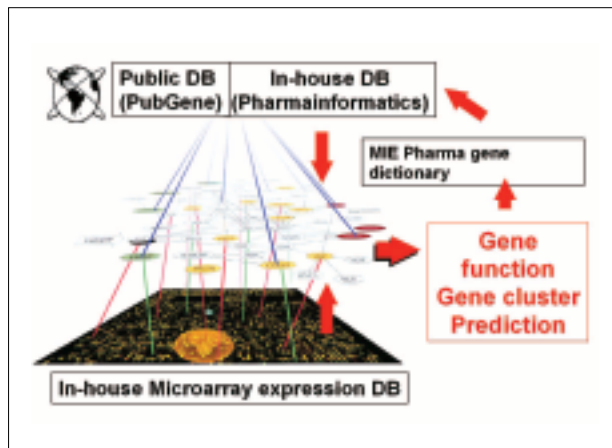 Public DB
(PubGene)
In-house DB
(Pharmainformatics)
MIE Pharma gene
dictionary
Gene
function
Gene cluster
Prediction
In-house Microarray expression DB